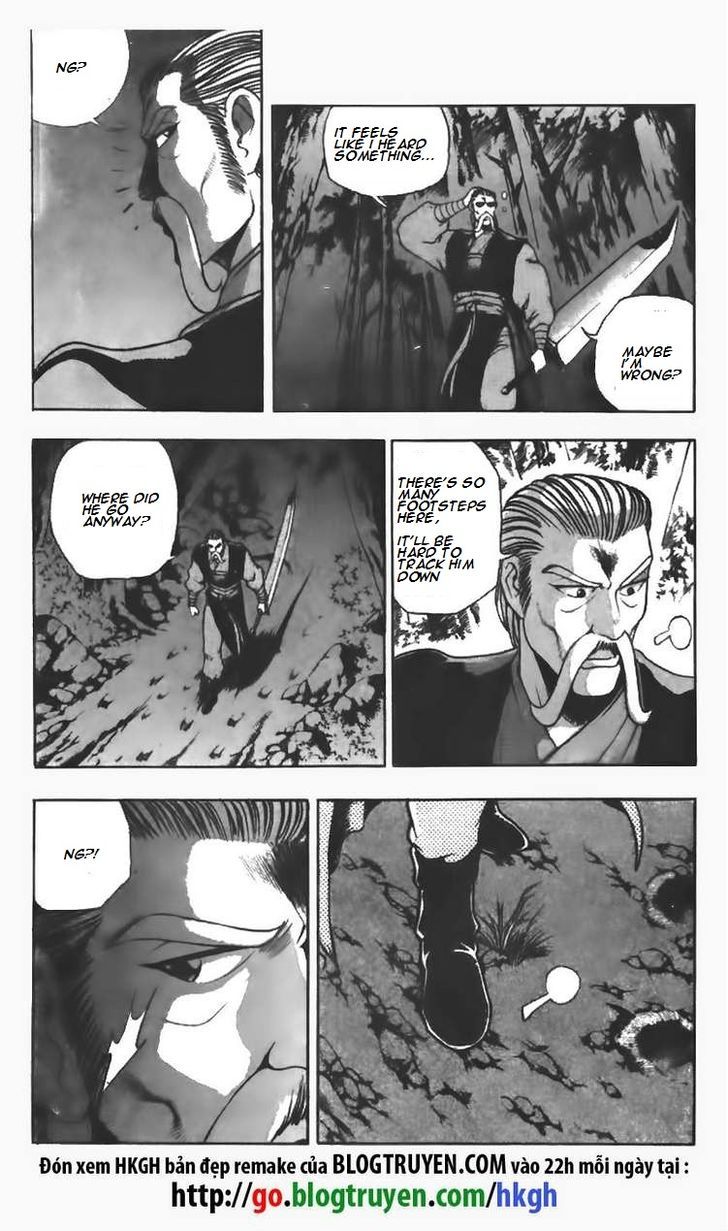 NG?
IT FEELS
LIKE I HEARD
SOMETHING...
MAYBE
I'M
WRONG?
WHERE DID
HE GO
ANYWAY?
THERE'S SO
MANY
FOOTSTEPS
HERE,
IT'LL BE
HARD TO
TRACK HIM
DOWN
NG?!
Đón xem HKGH bản đẹp remake của BLOGTRUYEN.COM vào 22h mỗi ngày tại :
http://go.blogtruyen.com/hkgh